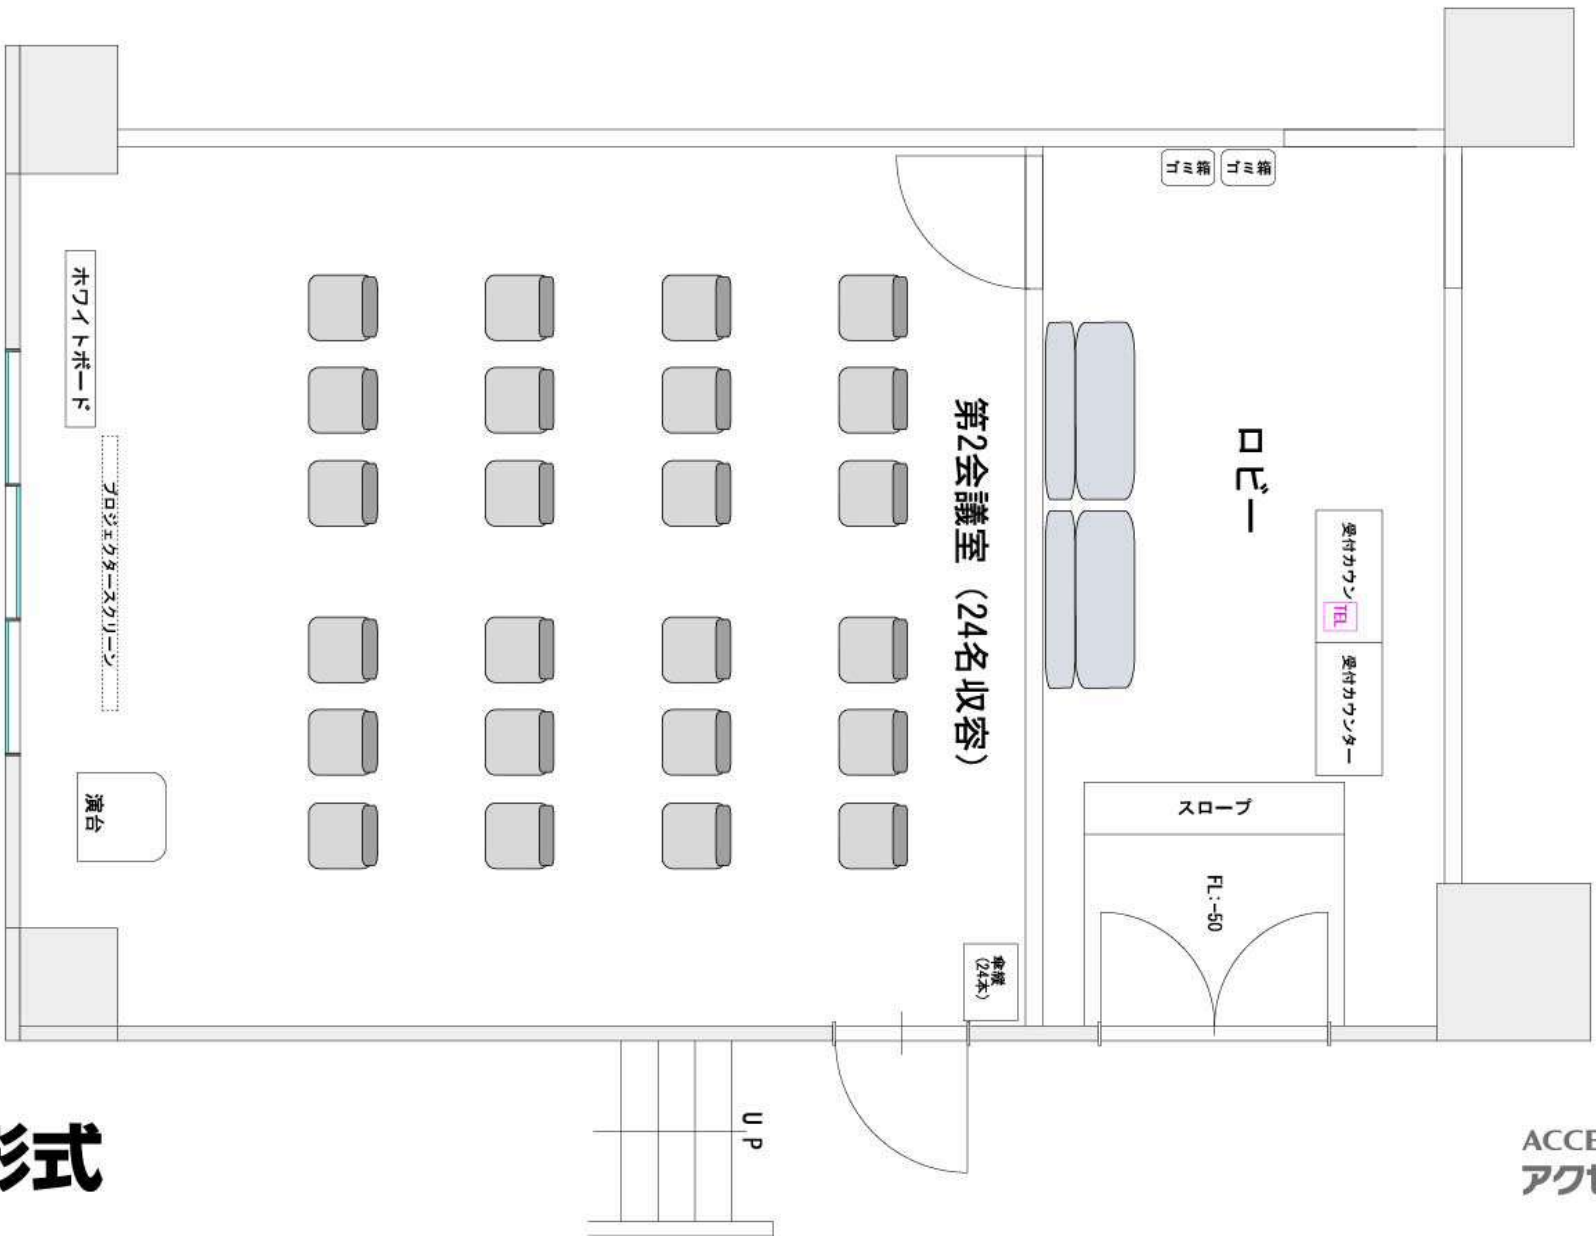 ゴミ箱
ゴミ箱
ホワイトボード
プロジェクタースクリーン
演台
第2会議室（24名収容）
ロビー
受付カウン
TEL
受付カウンター
スロープ
FL:-50
傘縦
（24本）
UP
形式
ACCE
アクセ